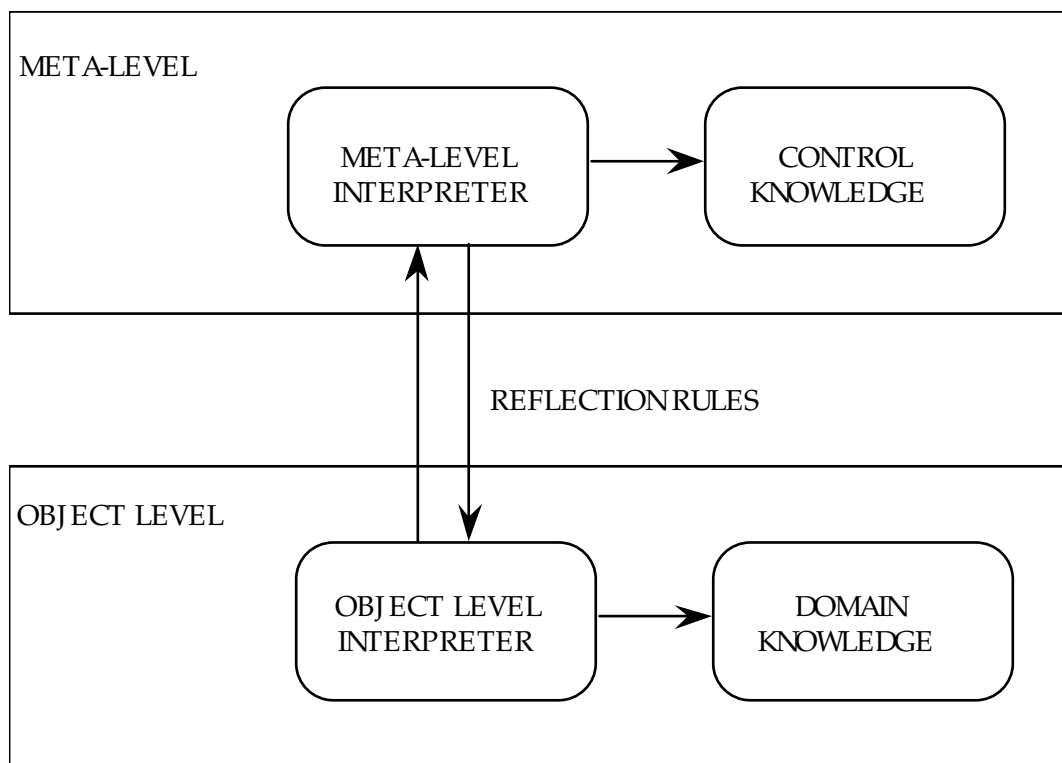 META-LEVEL
META-LEVEL
INTERPRETER
CONTROL
KNOWLEDGE
REFLECTION RULES
OBJECT LEVEL
OBJECT LEVEL
INTERPRETER
DOMAIN
KNOWLEDGE